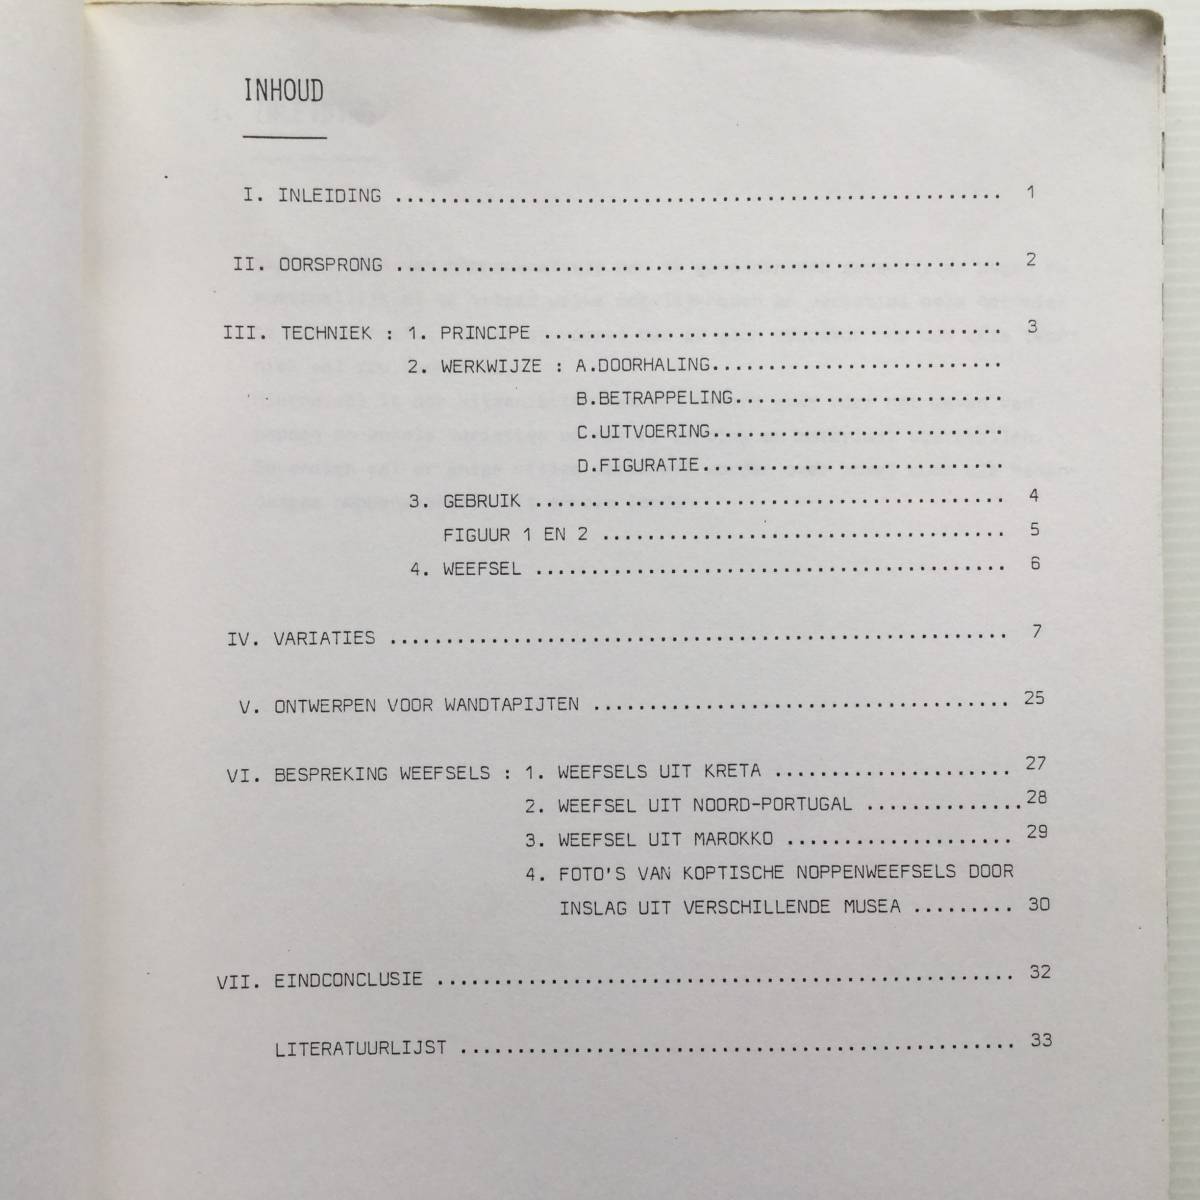 INHOUD
I. INLEIDING ...................................................... 1
II. OORSPRONG ...................................................... 2
III. TECHNIEK : 1. PRINCIPE ......................................... 3
2. WERKWIJZE : A.DOORHALING..........................
B.BETRAPPELING........................
C.UITVOERING..........................
D.FIGURATIE...........................
3. GEBRUIK .......................................... 4
FIGUUR 1 EN 2 .................................... 5
4. WEEFSEL .......................................... 6
IV. VARIATIES ....................................................... 7
V. ONTWERPEN VOOR WANDTAPIJTEN ..................................... 25
VI. BESPREKING WEEFSELS : 1. WEEFSELS UIT KRETA ..................... 27
2. WEEFSEL UIT NOORD-PORTUGAL ..............28
3. WEEFSEL UIT MAROKKO .................... 29
4. FOTO'S VAN KOPTISCHE NOPPENWEEFSELS DOOR
INSLAG UIT VERSCHILLENDE MUSEA ......... 30
VII. EINDCONCLUSIE ................................................... 32
LITERATUURLIJST ................................................. 33